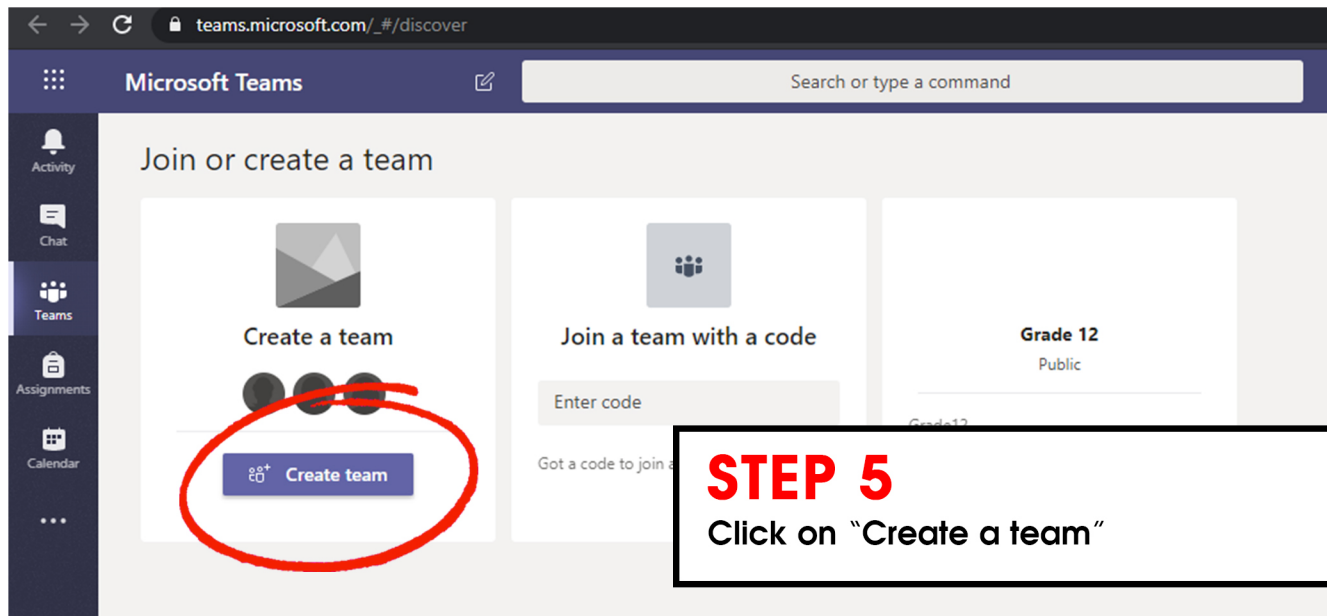 teams.microsoft.com/_#/discover
Microsoft Teams
Search or type a command
Activity
Chat
Teams
Assignments
Calendar
Join or create a team
Create a team
Create team
Join a team with a code
Enter code
Got a code to join a
Grade 12
Public
Grade12
STEP 5
Click on “Create a team”